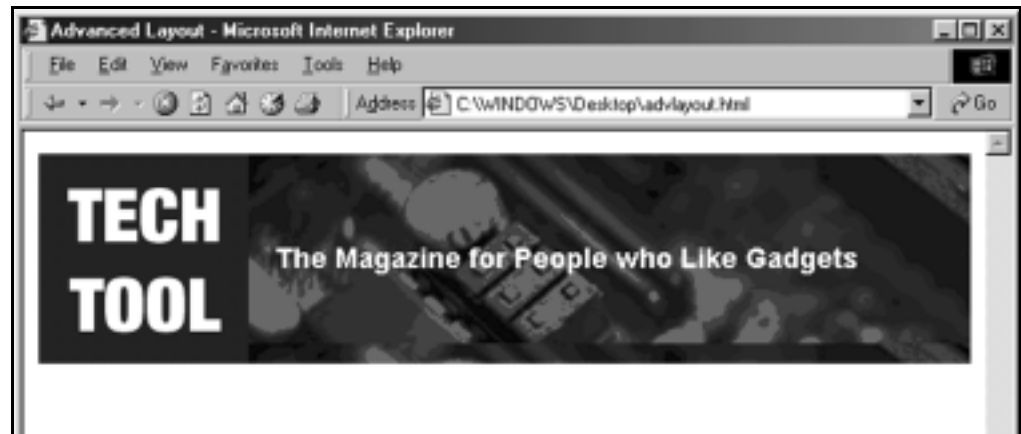 Advanced Layout - Microsoft Internet Explorer
File Edit View Favorites Tools Help
Address C:\WINDOWS\Desktop\advlayout.html Go
TECH
TOOL
The Magazine for People who Like Gadgets